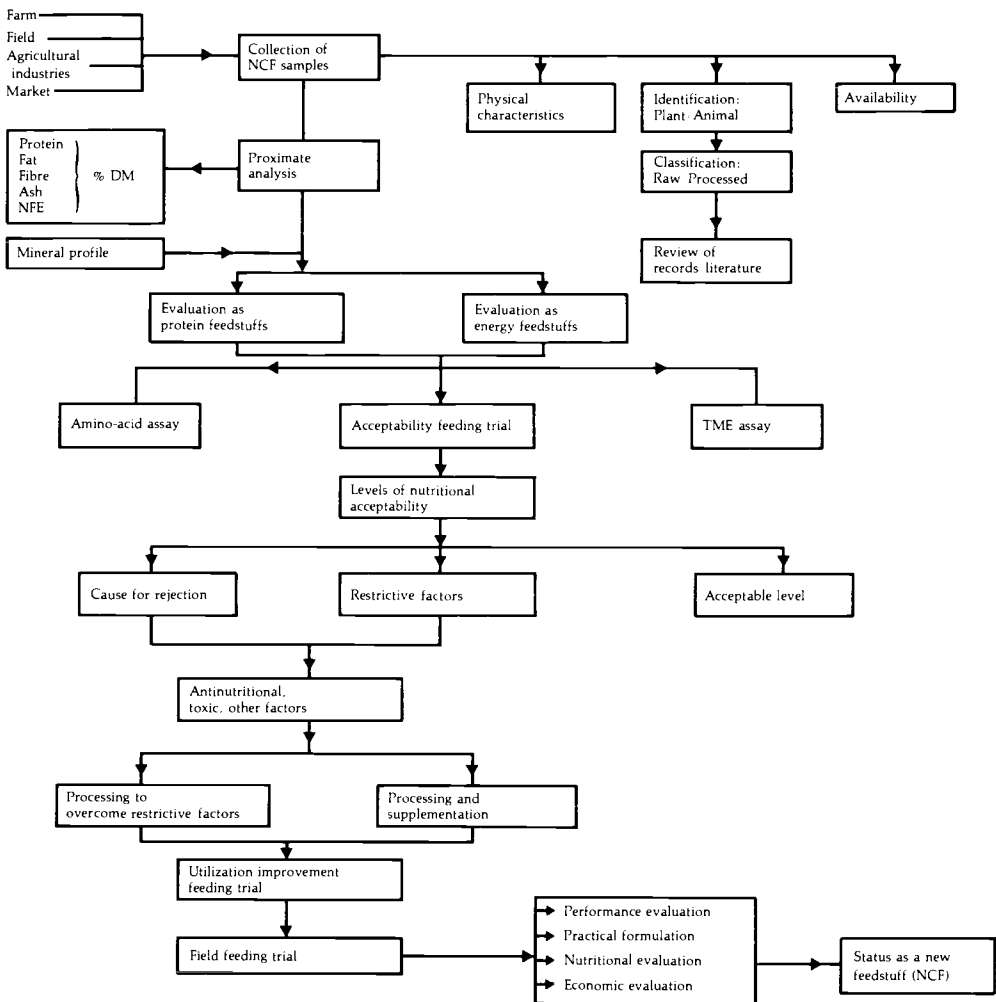 Farm
Field
Agricultural
industries
Market
Collection of
NCF samples
Physical
characteristics
Identification:
Plant Animal
Availability
Classification:
Raw Processed
Review of
records literature
Protein
Fat
Fibre
Ash
NFE
% DM
Proximate
analysis
Mineral profile
Evaluation as
protein feedstuffs
Evaluation as
energy feedstuffs
Amino-acid assay
Acceptability feeding trial
TME assay
Levels of nutritional
acceptability
Cause for rejection
Restrictive factors
Acceptable level
Antinutritional,
toxic, other factors
Processing to
overcome restrictive factors
Processing and
supplementation
Utilization improvement
feeding trial
Field feeding trial
Performance evaluation
Practical formulation
Nutritional evaluation
Economic evaluation
Status as a new
feedstuff (NCF)